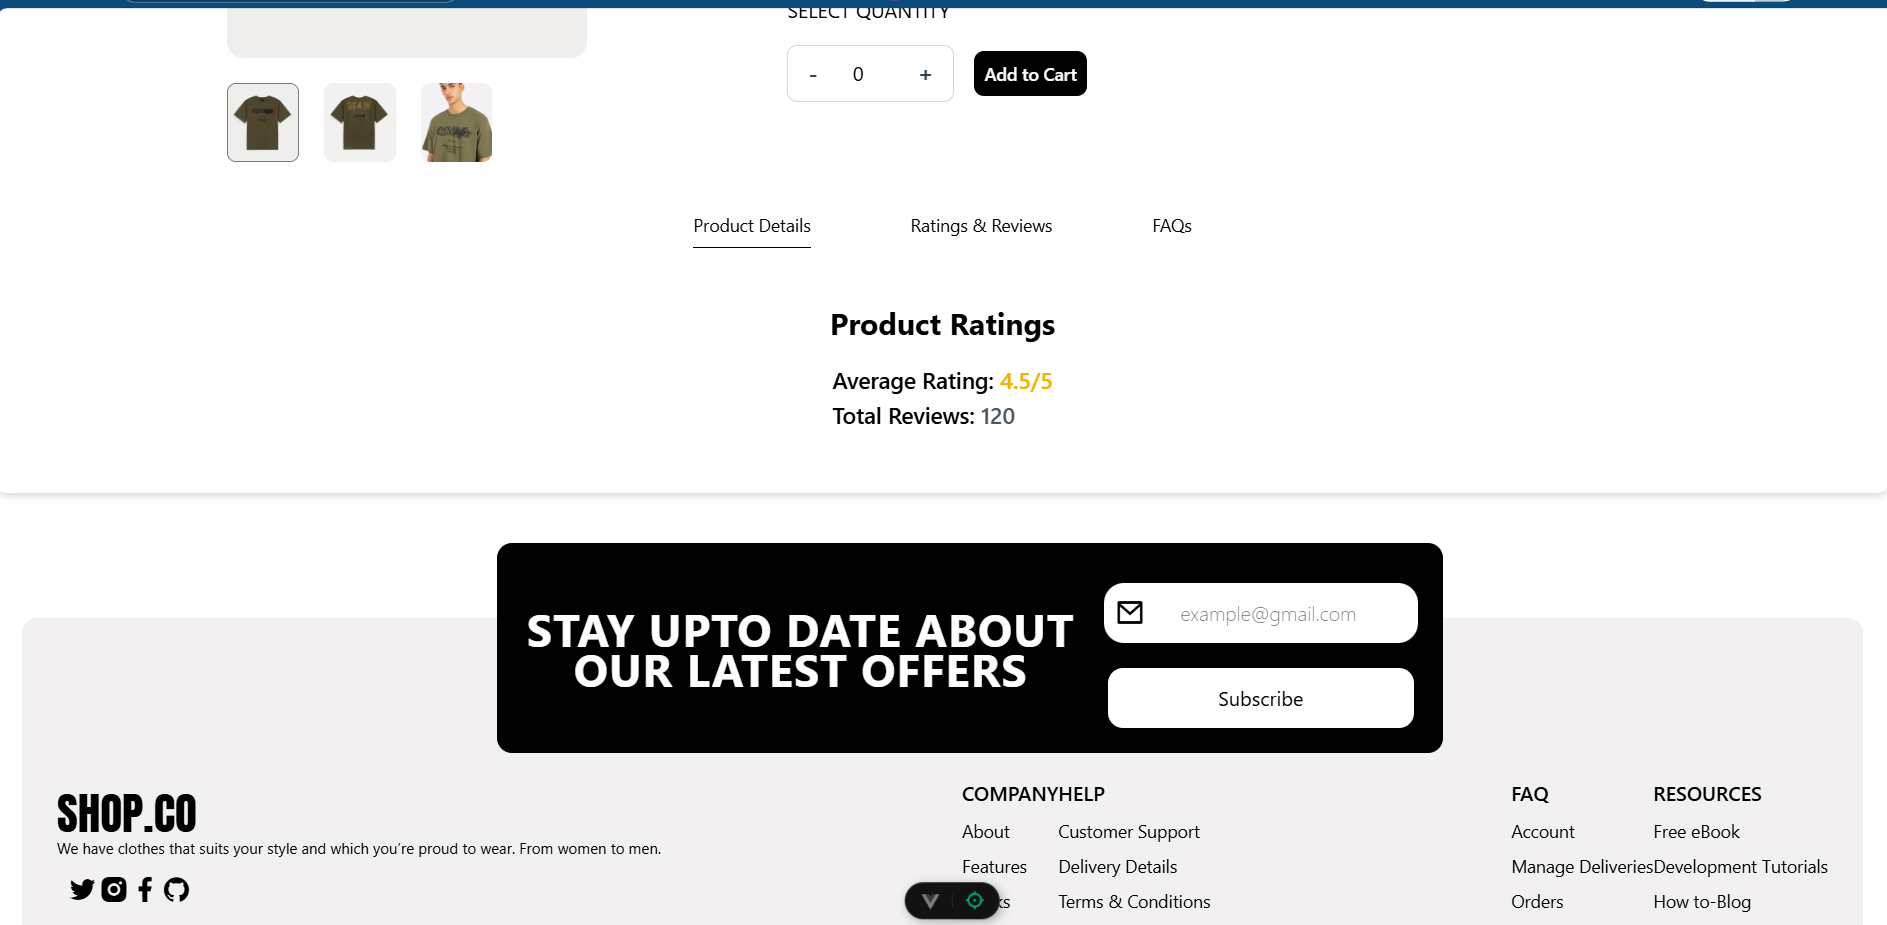 SELECT QUANTITY
- 0 + Add to Cart
Product Details Ratings & Reviews FAQs
Product Ratings
Average Rating: 4.5/5
Total Reviews: 120
STAY UPTO DATE ABOUT
OUR LATEST OFFERS
example@gmail.com
Subscribe
SHOP.CO
We have clothes that suits your style and which you’re proud to wear. From women to men.
COMPANY
About
Features
HELP
Customer Support
Delivery Details
Terms & Conditions
FAQ
Account
Manage Deliveries
Orders
RESOURCES
Free eBook
Development Tutorials
How to-Blog